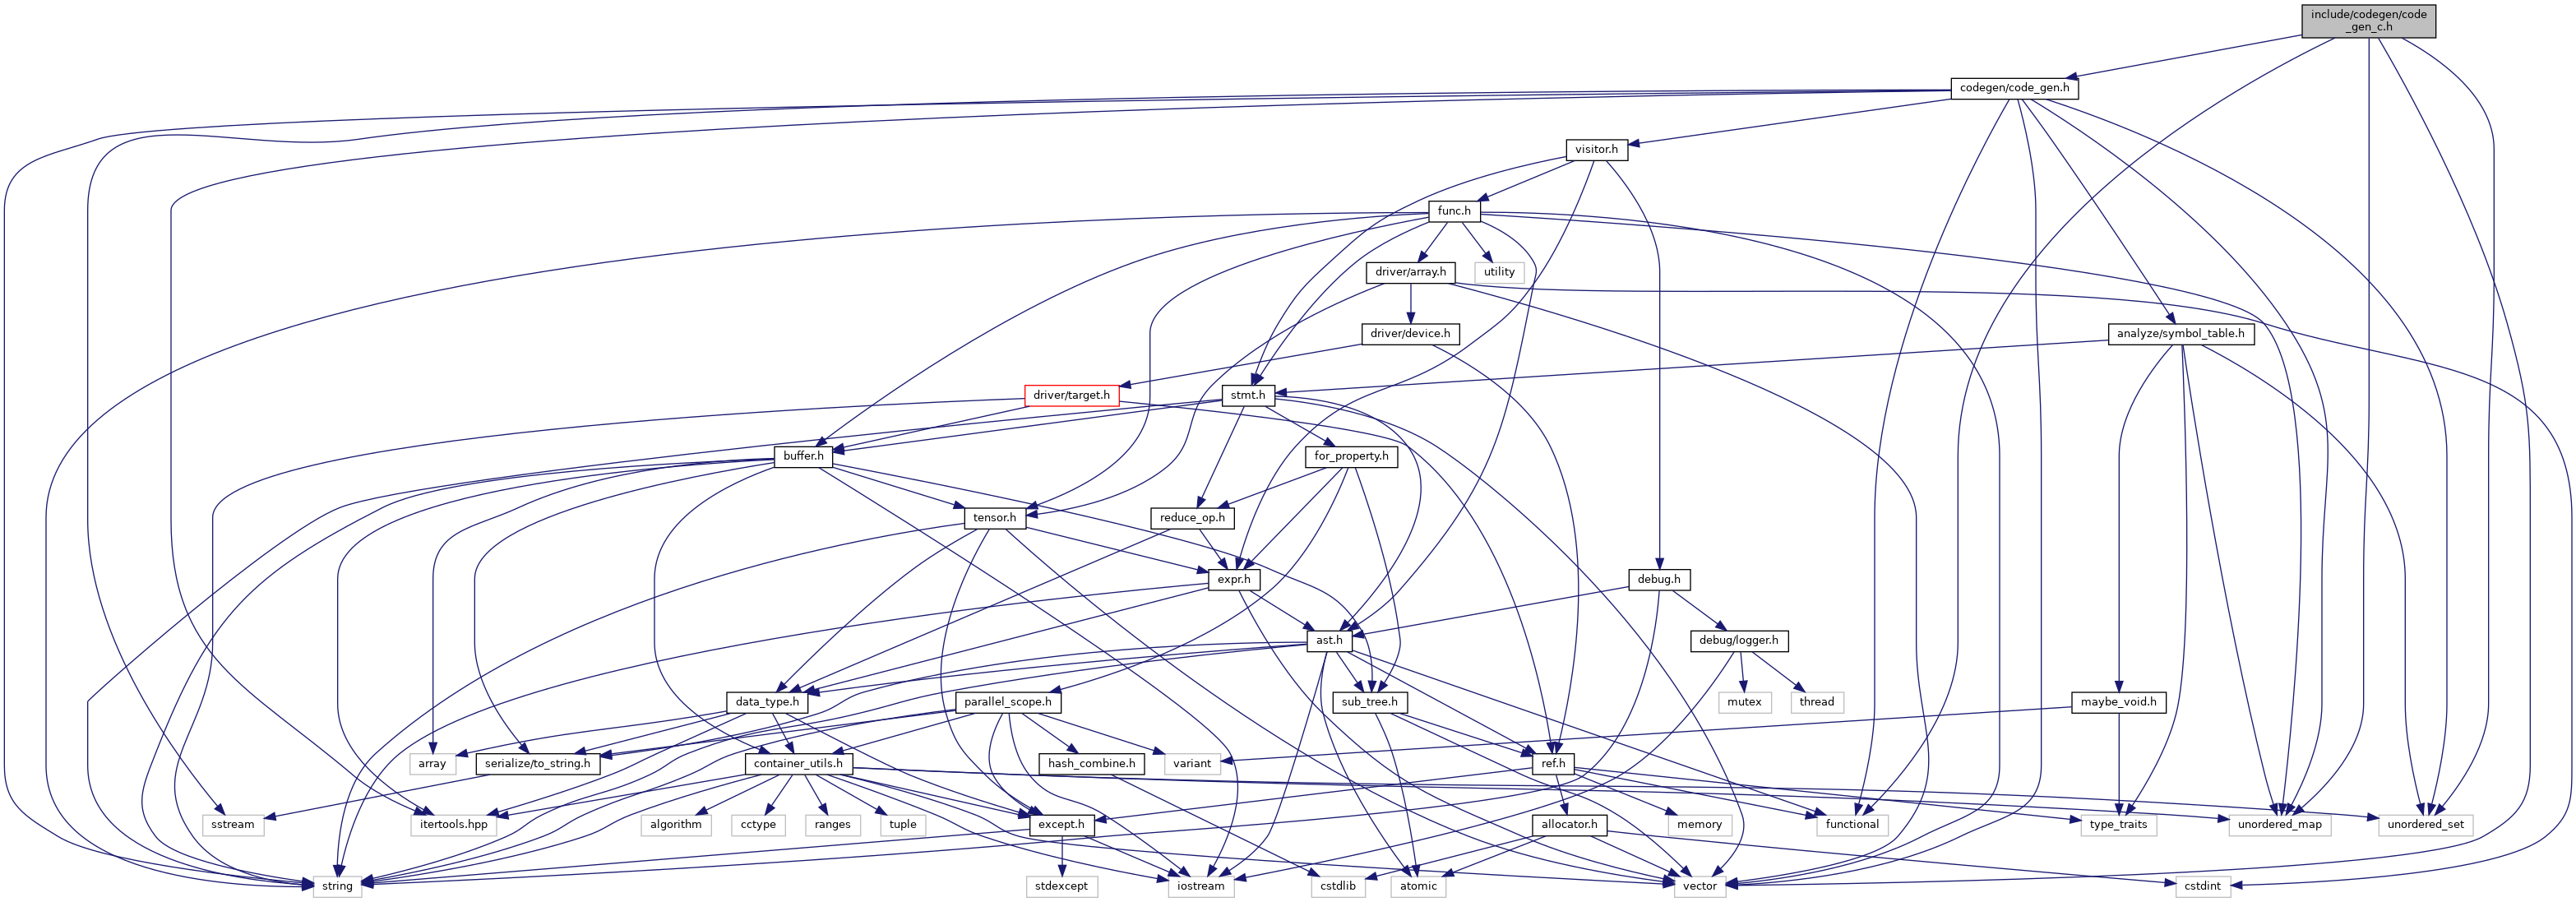 include/codegen/code
_gen_c.h
codegen/code_gen.h
visitor.h
func.h
driver/array.h
utility
driver/device.h
analyze/symbol_table.h
driver/target.h
stmt.h
buffer.h
for_property.h
tensor.h
reduce_op.h
expr.h
debug.h
ast.h
debug/logger.h
data_type.h
parallel_scope.h
sub_tree.h
mutex
thread
maybe_void.h
array
serialize/to_string.h
container_utils.h
hash_combine.h
variant
ref.h
sstream
itertools.hpp
algorithm
cctype
ranges
tuple
except.h
allocator.h
memory
functional
type_traits
unordered_map
unordered_set
string
stdexcept
iostream
cstdlib
atomic
vector
cstdint